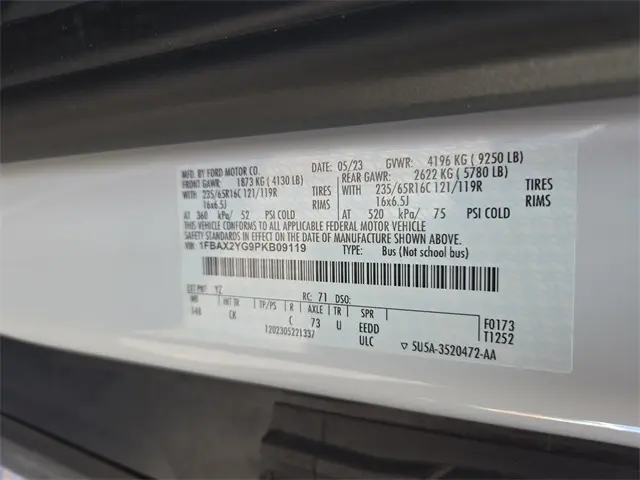 MFD. BY FORD MOTOR CO. DATE: 05/23 GVWR: 4196 KG ( 9250 LB)
FRONT GAWR: 1873 KG ( 4130 LB) REAR GAWR: 2622 KG ( 5780 LB)
WITH 235/65R16C 121/119R TIRES WITH 235/65R16C 121/119R TIRES
16x6.5J RIMS 16x6.5J RIMS
AT 360 kPa/ 52 PSI COLD AT 520 kPa/ 75 PSI COLD
THIS VEHICLE CONFORMS TO ALL APPLICABLE FEDERAL MOTOR VEHICLE
SAFETY STANDARDS IN EFFECT ON THE DATE OF MANUFACTURE SHOWN ABOVE.
VIN: 1FBAX2YG9PKB09119 TYPE: Bus (Not school bus)
EXT PNT: YZ RC: 71 DSO:
WB INT TR TP/PS R AXLE TR SPR
148 CK C 73 U EEDD F0173
1202305221337 ULC T1252
▽ 5U5A-3520472-AA